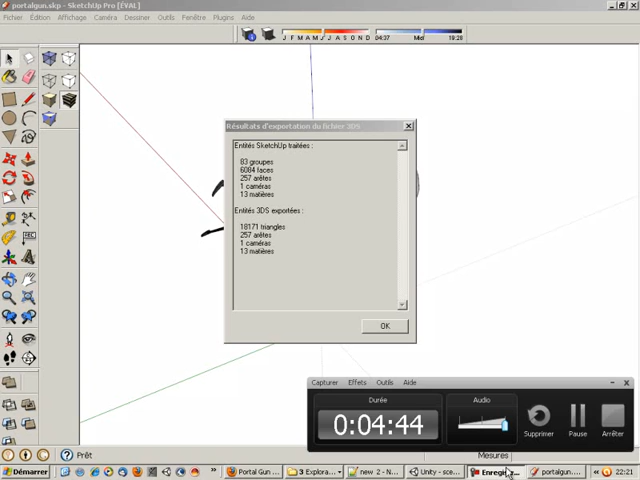 portalgun.skp - SketchUp Pro [ÉVAL]
Fichier Édition Affichage Caméra Dessiner Outils Fenêtre Plugins Aide
J F M A M J J A S O N D 04:37 Midi 19:28
Résultats d'exportation du fichier 3DS
Entités SketchUp traitées :
83 groupes
6084 faces
257 arêtes
1 caméras
13 matières
Entités 3DS exportées :
18171 triangles
257 arêtes
1 caméras
13 matières
OK
Capturer Effets Outils Aide
Durée Audio
0:04:44
Supprimer Pause Arrêter
Prêt Mesures
Démarrer Portal Gun ... 3 Explora... new 2 - N... Unity - sce... Enregi... portalgun.... 22:21